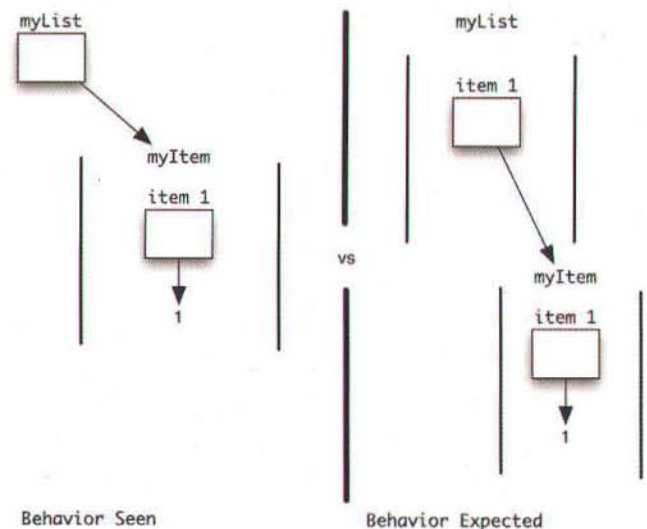 myList
myItem
item 1
1
Behavior Seen
vs
myList
item 1
myItem
item 1
1
Behavior Expected